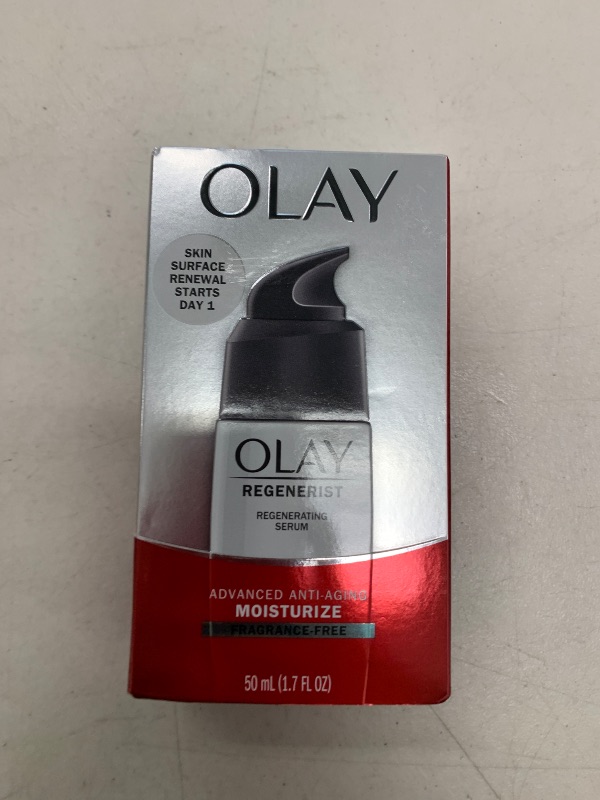 OLAY
SKIN
SURFACE
RENEWAL
STARTS
DAY 1
OLAY
REGENERIST
REGENERATING
SERUM
ADVANCED ANTI-AGING
MOISTURIZE
FRAGRANCE-FREE
50 mL (1.7 FL OZ)